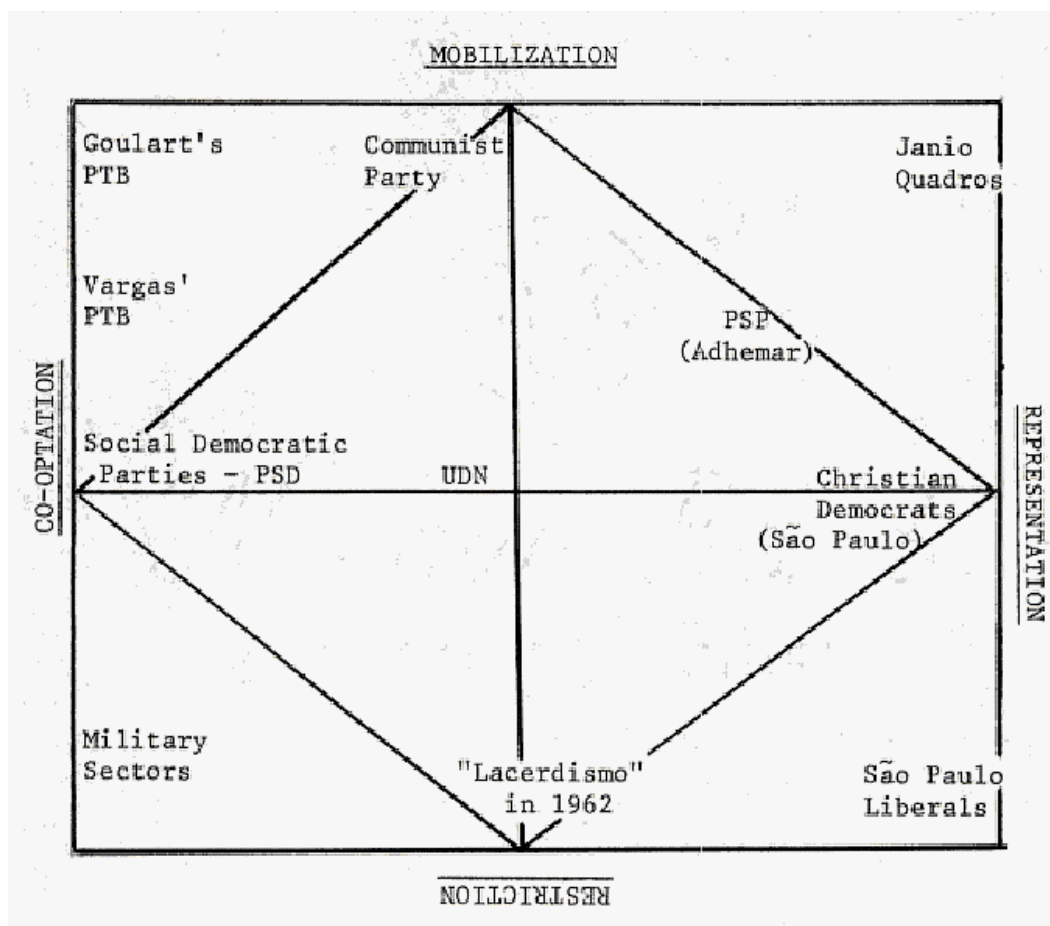 MOBILIZATION
Goulart's
PTB
Communist
Party
Janio
Quadros
Vargas'
PTB
PSP
(Adhemar)
CO-OPTATION
Social Democratic
Parties - PSD
UDN
Christian
Democrats
(São Paulo)
REPRESENTATION
Military
Sectors
"Lacerdismo"
in 1962
São Paulo
Liberals
RESTRICTION